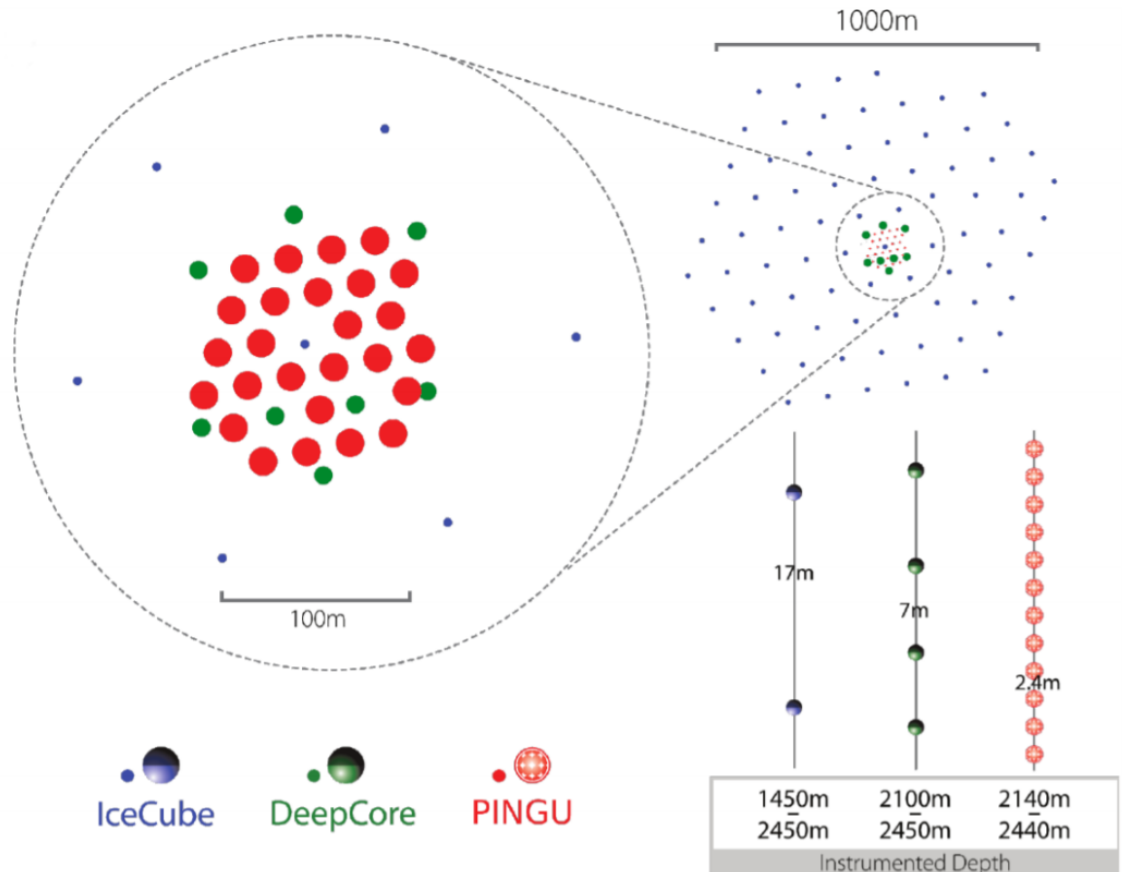 1000m
100m
17m
7m
2.4m
IceCube
DeepCore
PINGU
1450m
–
2450m
2100m
–
2450m
2140m
–
2440m
Instrumented Depth